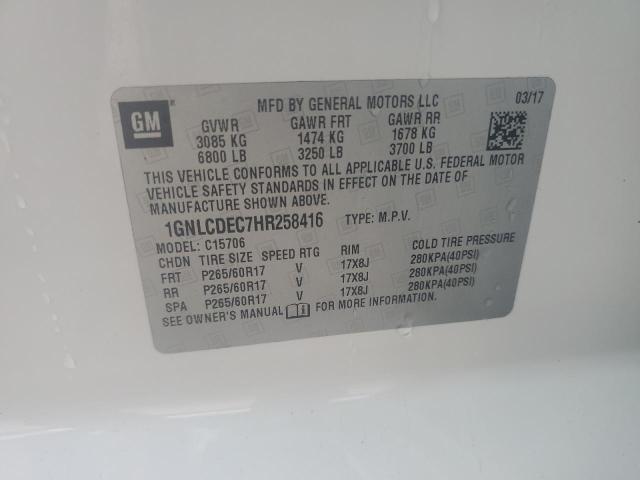 GM
MFD BY GENERAL MOTORS LLC 03/17
GVWR GAWR FRT GAWR RR
3085 KG 1474 KG 1678 KG
6800 LB 3250 LB 3700 LB
THIS VEHICLE CONFORMS TO ALL APPLICABLE U.S. FEDERAL MOTOR
VEHICLE SAFETY STANDARDS IN EFFECT ON THE DATE OF
MANUFACTURE SHOWN ABOVE.
1GNLCDEC7HR258416 TYPE: M.P.V.
MODEL: C15706
CHDN TIRE SIZE SPEED RTG RIM COLD TIRE PRESSURE
FRT P265/60R17 V 17X8J 280KPA(40PSI)
RR P265/60R17 V 17X8J 280KPA(40PSI)
SPA P265/60R17 V 17X8J 280KPA(40PSI)
SEE OWNER'S MANUAL FOR MORE INFORMATION.